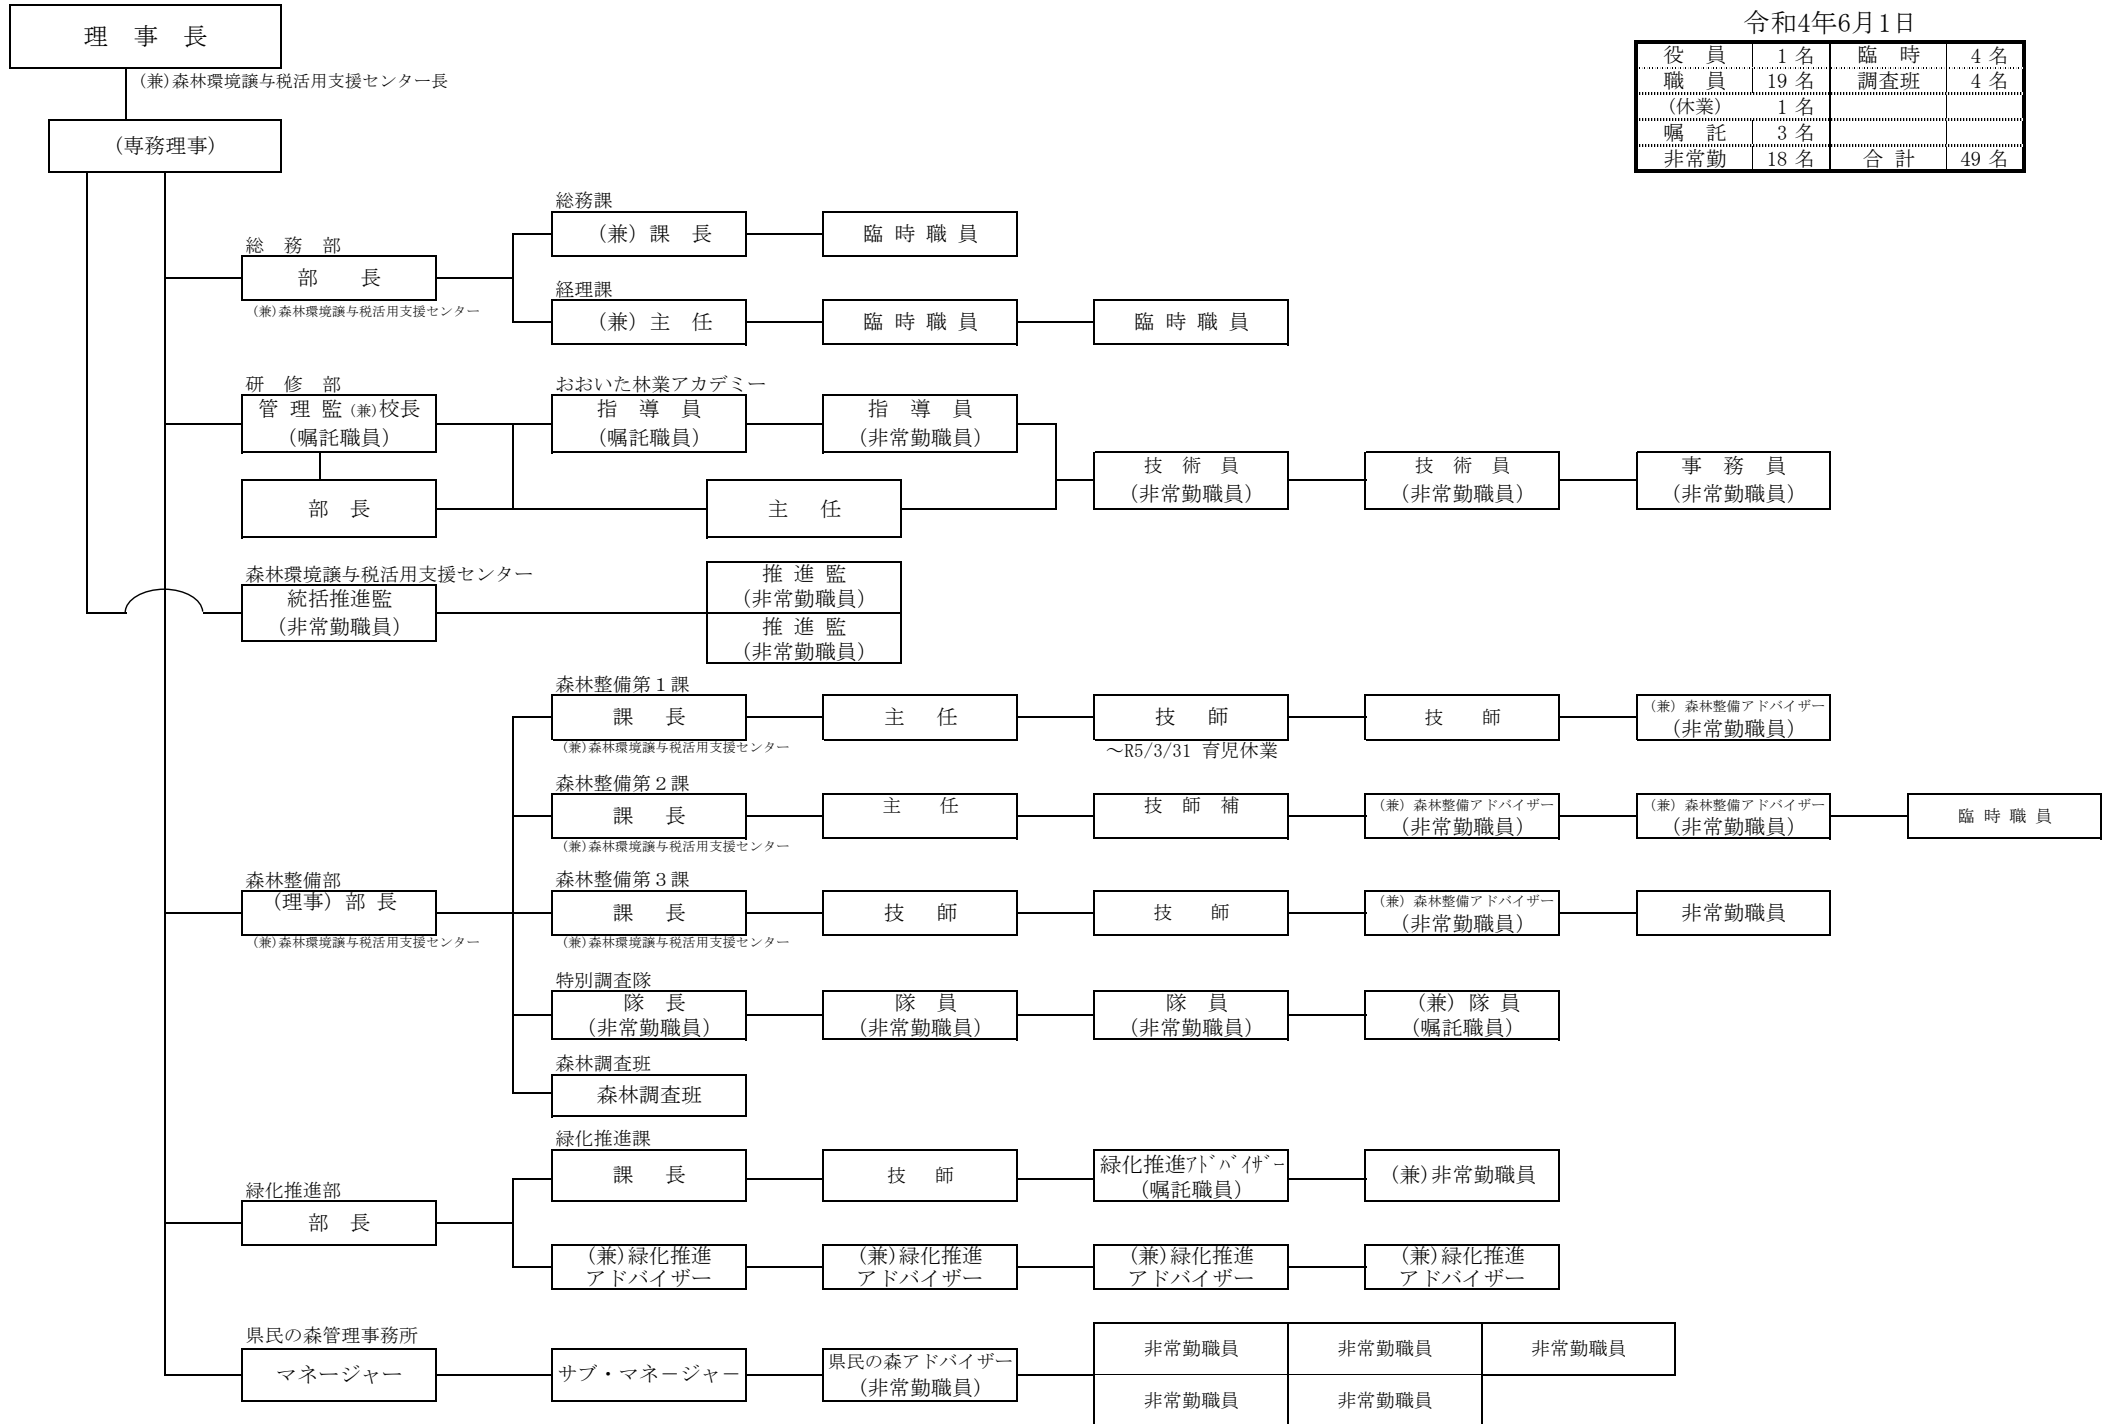 令和4年6月1日
役 員 1 名 臨 時 4 名
職 員 19 名 調査班 4 名
(休業) 1 名
嘱 託 3 名
非常勤 18 名 合 計 49 名
理 事 長
(兼)森林環境譲与税活用支援センター長
(専務理事)
総 務 部
部 長
(兼)森林環境譲与税活用支援センター
総務課
(兼) 課 長
臨 時 職 員
経理課
(兼) 主 任
臨 時 職 員
臨 時 職 員
研 修 部
管 理 監 (兼)校長
(嘱託職員)
部 長
おおいた林業アカデミー
指 導 員
(嘱託職員)
指 導 員
(非常勤職員)
主 任
技 術 員
(非常勤職員)
技 術 員
(非常勤職員)
事 務 員
(非常勤職員)
森林環境譲与税活用支援センター
統括推進監
(非常勤職員)
推 進 監
(非常勤職員)
推 進 監
(非常勤職員)
森林整備部
(理事) 部 長
(兼)森林環境譲与税活用支援センター
森林整備第1課
課 長
(兼)森林環境譲与税活用支援センター
主 任
技 師
～R5/3/31 育児休業
技 師
(兼) 森林整備アドバイザー
(非常勤職員)
森林整備第2課
課 長
(兼)森林環境譲与税活用支援センター
主 任
技 師 補
(兼) 森林整備アドバイザー
(非常勤職員)
(兼) 森林整備アドバイザー
(非常勤職員)
臨 時 職 員
森林整備第3課
課 長
(兼)森林環境譲与税活用支援センター
技 師
技 師
(兼) 森林整備アドバイザー
(非常勤職員)
非常勤職員
特別調査隊
隊 長
(非常勤職員)
隊 員
(非常勤職員)
隊 員
(非常勤職員)
(兼) 隊 員
(嘱託職員)
森林調査班
森林調査班
緑化推進部
部 長
緑化推進課
課 長
技 師
緑化推進ｱﾄﾞﾊﾞｲｻﾞｰ
(嘱託職員)
(兼)非常勤職員
(兼)緑化推進
アドバイザー
(兼)緑化推進
アドバイザー
(兼)緑化推進
アドバイザー
(兼)緑化推進
アドバイザー
県民の森管理事務所
マネージャー
サブ・マネ－ジャ－
県民の森アドバイザー
(非常勤職員)
非常勤職員
非常勤職員
非常勤職員
非常勤職員
非常勤職員